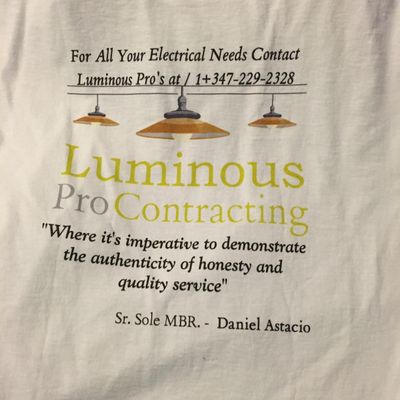 For All Your Electrical Needs Contact
Luminous Pro's at / 1+347-229-2328
Luminous
Pro Contracting
"Where it's imperative to demonstrate
the authenticity of honesty and
quality service"
Sr. Sole MBR. - Daniel Astacio